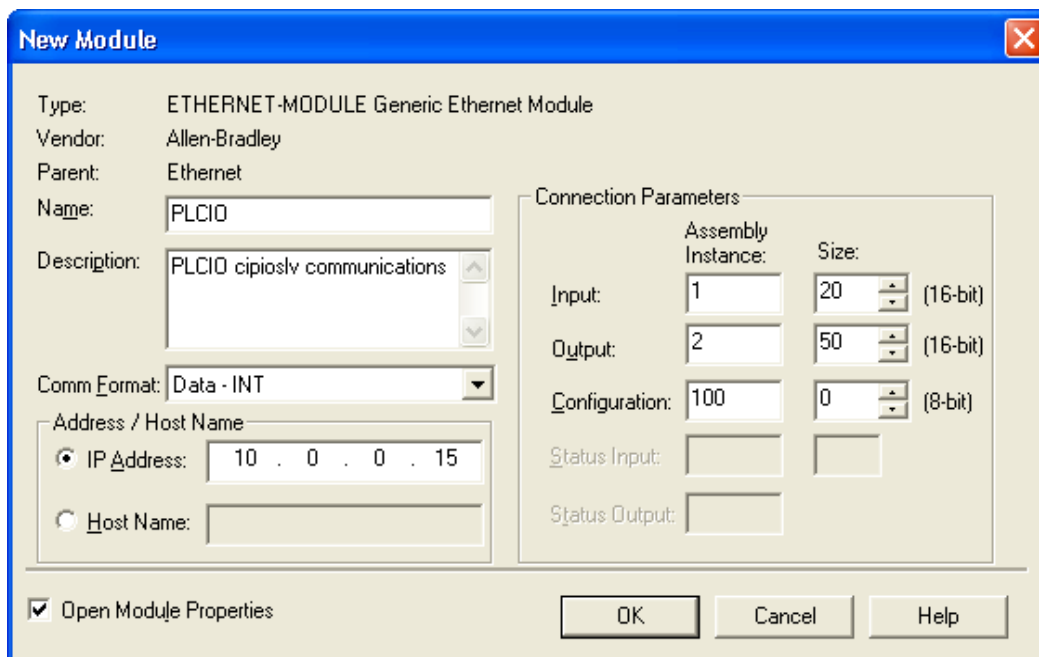 New Module
Type: ETHERNET-MODULE Generic Ethernet Module
Vendor: Allen-Bradley
Parent: Ethernet
Name: PLCIO
Description: PLCIO cipioslv communications
Comm Format: Data - INT
Address / Host Name
IP Address: 10 . 0 . 0 . 15
Host Name:
Connection Parameters
Assembly
Instance: Size:
Input: 1 20 (16-bit)
Output: 2 50 (16-bit)
Configuration: 100 0 (8-bit)
Status Input:
Status Output:
Open Module Properties
OK Cancel Help